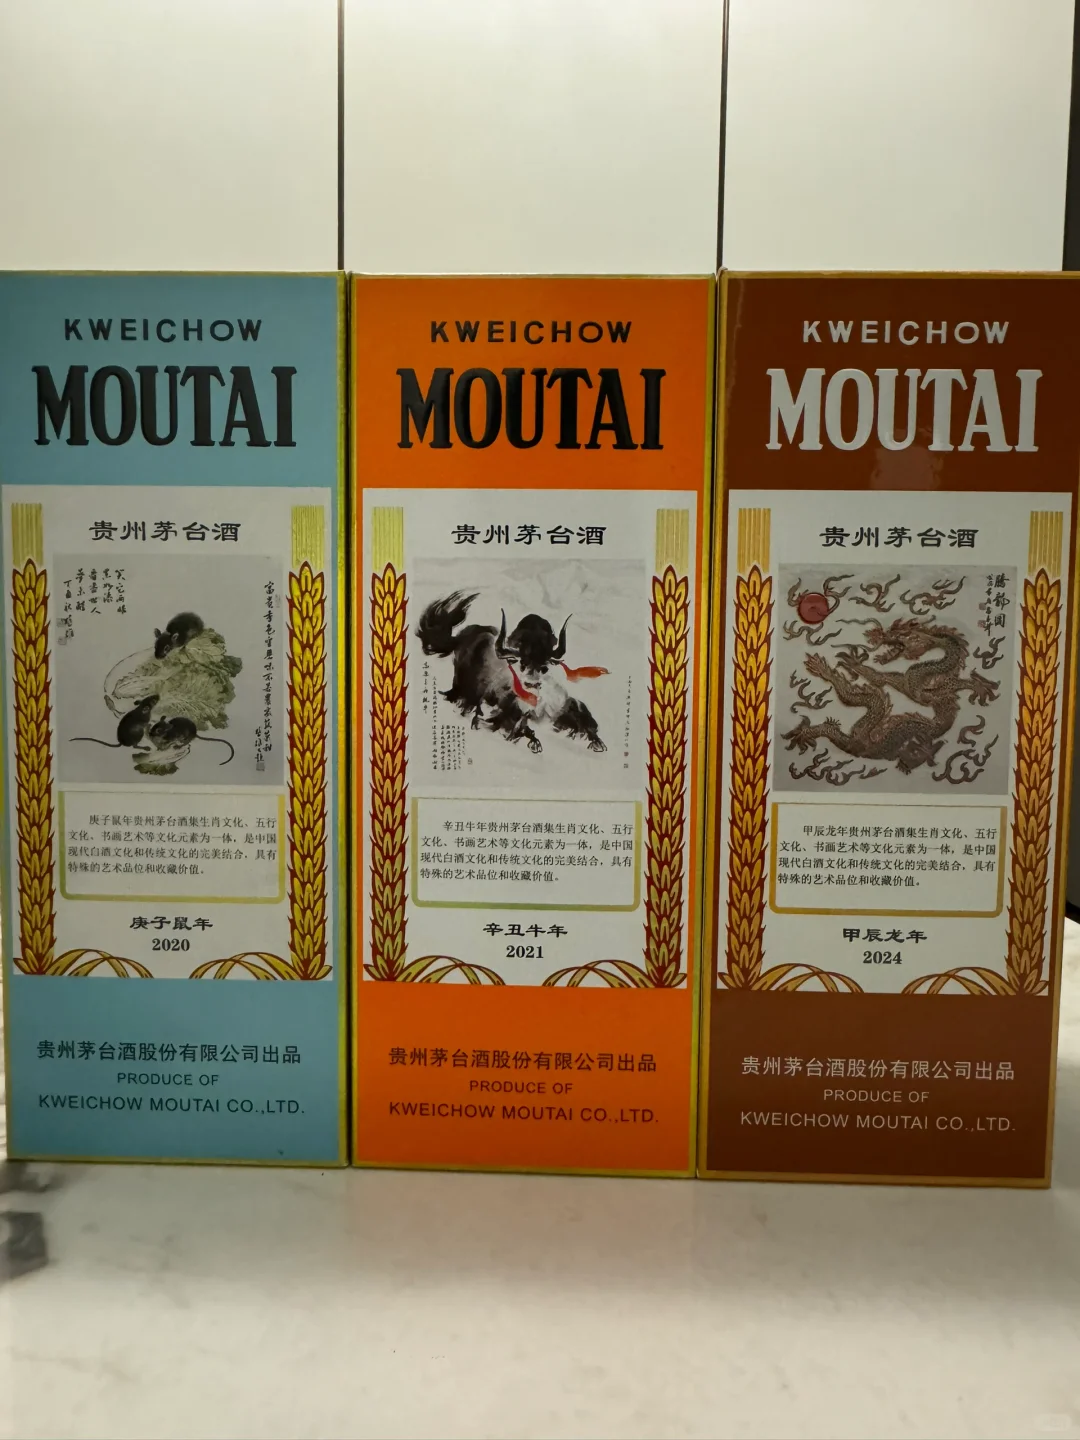 KWEICHOW
MOUTAI
贵州茅台酒
庚子鼠年贵州茅台酒集生肖文化、五行
文化、书画艺术等文化元素为一体，是中国
现代白酒文化和传统文化的完美结合，具有
特殊的艺术品位和收藏价值。
庚子鼠年
2020
贵州茅台酒股份有限公司出品
PRODUCE OF
KWEICHOW MOUTAI CO.,LTD.
KWEICHOW
MOUTAI
贵州茅台酒
辛丑牛年贵州茅台酒集生肖文化、五行
文化、书画艺术等文化元素为一体，是中国
现代白酒文化和传统文化的完美结合，具有
特殊的艺术品位和收藏价值。
辛丑牛年
2021
贵州茅台酒股份有限公司出品
PRODUCE OF
KWEICHOW MOUTAI CO.,LTD.
KWEICHOW
MOUTAI
贵州茅台酒
甲辰龙年贵州茅台酒集生肖文化、五行
文化、书画艺术等文化元素为一体，是中国
现代白酒文化和传统文化的完美结合，具有
特殊的艺术品位和收藏价值。
甲辰龙年
2024
贵州茅台酒股份有限公司出品
PRODUCE OF
KWEICHOW MOUTAI CO.,LTD.